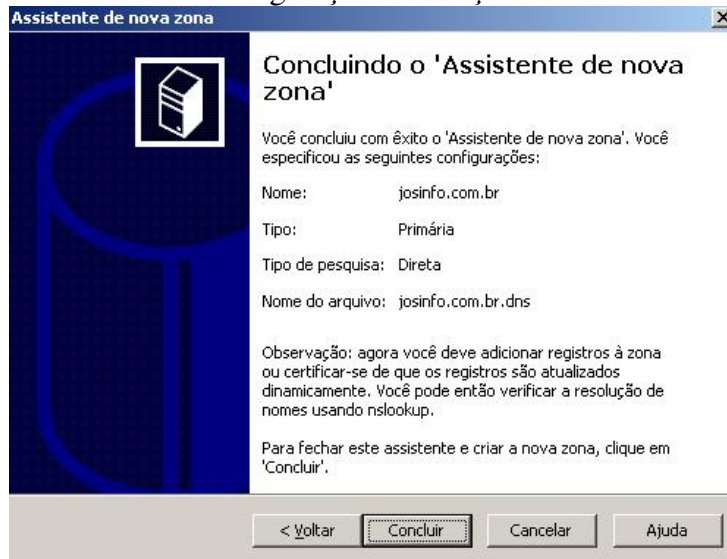 Assistente de nova zona
Concluindo o 'Assistente de nova
zona'
Você concluiu com êxito o 'Assistente de nova zona'. Você
especificou as seguintes configurações:
Nome: josinfo.com.br
Tipo: Primária
Tipo de pesquisa: Direta
Nome do arquivo: josinfo.com.br.dns
Observação: agora você deve adicionar registros à zona
ou certificar-se de que os registros são atualizados
dinamicamente. Você pode então verificar a resolução de
nomes usando nslookup.
Para fechar este assistente e criar a nova zona, clique em
'Concluir'.
< Voltar Concluir Cancelar Ajuda